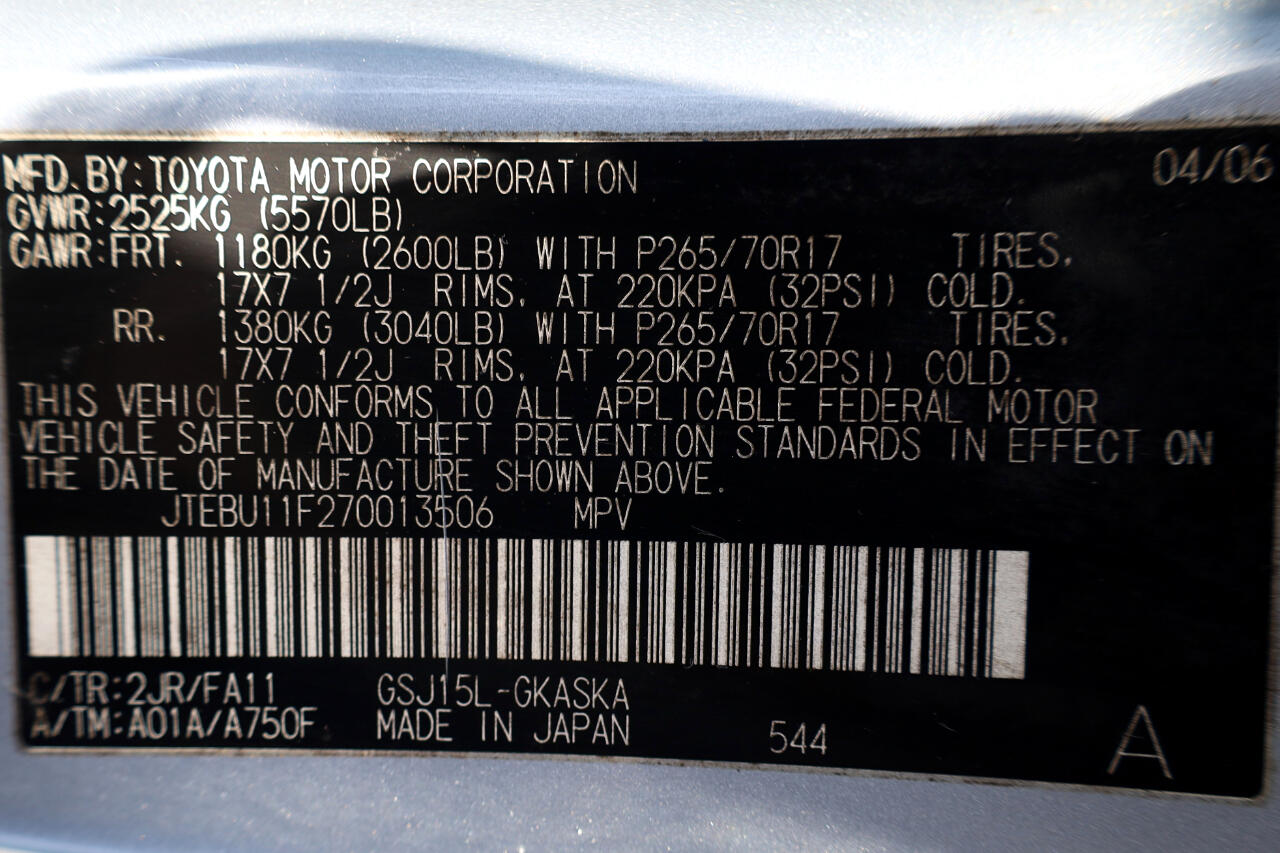 MFD. BY: TOYOTA MOTOR CORPORATION 04/06
GVWR: 2525KG (5570LB)
GAWR: FRT. 1180KG (2600LB) WITH P265/70R17 TIRES,
17X7 1/2J RIMS, AT 220KPA (32PSI) COLD.
RR. 1380KG (3040LB) WITH P265/70R17 TIRES,
17X7 1/2J RIMS, AT 220KPA (32PSI) COLD.
THIS VEHICLE CONFORMS TO ALL APPLICABLE FEDERAL MOTOR
VEHICLE SAFETY AND THEFT PREVENTION STANDARDS IN EFFECT ON
THE DATE OF MANUFACTURE SHOWN ABOVE.
JTEBU11F270013506 MPV
C/TR: 2JR/FA11 GSJ15L-GKASKA
A/TM: A01A/A750F MADE IN JAPAN 544 A